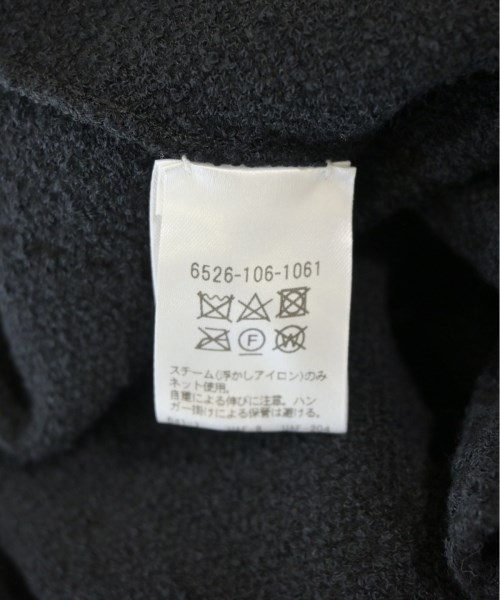 6526-106-1061
F W
スチーム(浮かしアイロン)のみ
ネット使用。
自重による伸びに注意。ハン
ガー掛けによる保管は避ける。